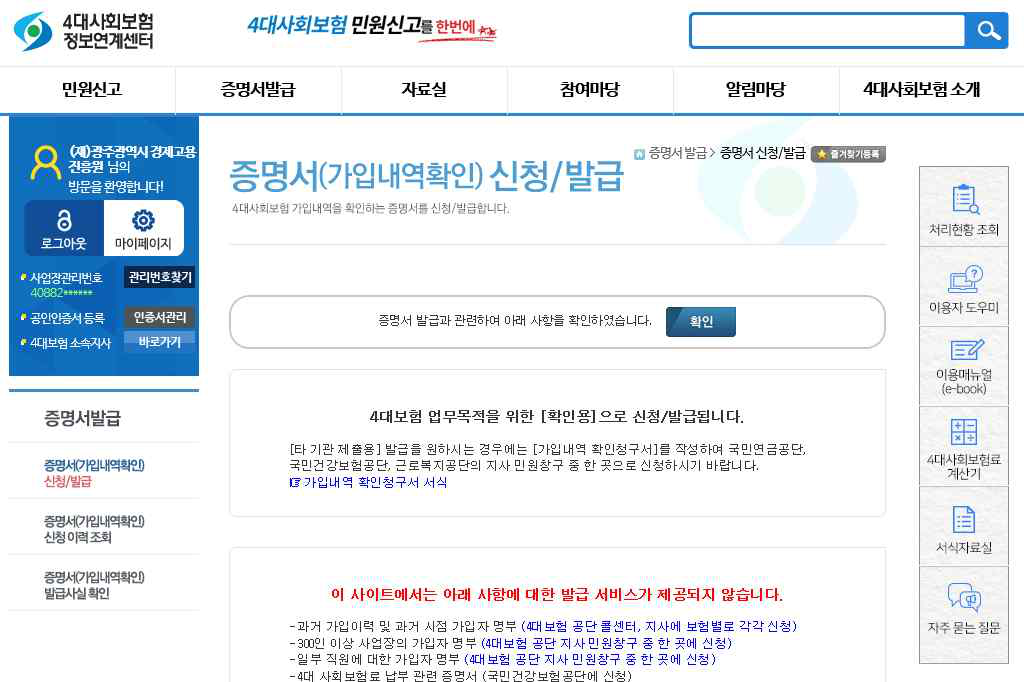 4대사회보험
정보연계센터
4대사회보험 민원신고를 한번에
민원신고
증명서발급
자료실
참여마당
알림마당
4대사회보험 소개
(재)광주광역시 경제고용
진흥원 님의
방문을 환영합니다!
로그아웃
마이페이지
사업장관리번호
관리번호찾기
40882******
공인인증서 등록
인증서관리
4대보험 소속지사
바로가기
증명서발급
증명서(가입내역확인)
신청/발급
증명서(가입내역확인)
신청 이력 조회
증명서(가입내역확인)
발급사실 확인
증명서 발급 > 증명서 신청/발급
즐겨찾기등록
증명서(가입내역확인) 신청/발급
4대사회보험 가입내역을 확인하는 증명서를 신청/발급합니다.
증명서 발급과 관련하여 아래 사항을 확인하였습니다.
확인
4대보험 업무목적을 위한 [확인용]으로 신청/발급됩니다.
[타 기관 제출용] 발급을 원하시는 경우에는 [가입내역 확인청구서]를 작성하여 국민연금공단,
국민건강보험공단, 근로복지공단의 지사 민원창구 중 한 곳으로 신청하시기 바랍니다.
☞ 가입내역 확인청구서 서식
이 사이트에서는 아래 사항에 대한 발급 서비스가 제공되지 않습니다.
-과거 가입이력 및 과거 시점 가입자 명부 (4대보험 공단 콜센터, 지사에 보험별로 각각 신청)
-300인 이상 사업장의 가입자 명부 (4대보험 공단 지사 민원창구 중 한 곳에 신청)
-일부 직원에 대한 가입자 명부 (4대보험 공단 지사 민원창구 중 한 곳에 신청)
-4대 사회보험료 납부 관련 증명서 (국민건강보험공단에 신청)
처리현황 조회
이용자 도우미
이용메뉴얼
(e-book)
4대사회보험료
계산기
서식자료실
자주 묻는 질문